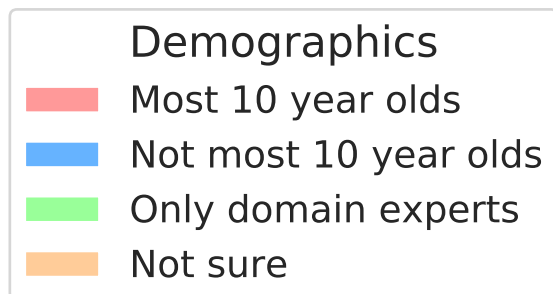 Demographics
Most 10 year olds
Not most 10 year olds
Only domain experts
Not sure